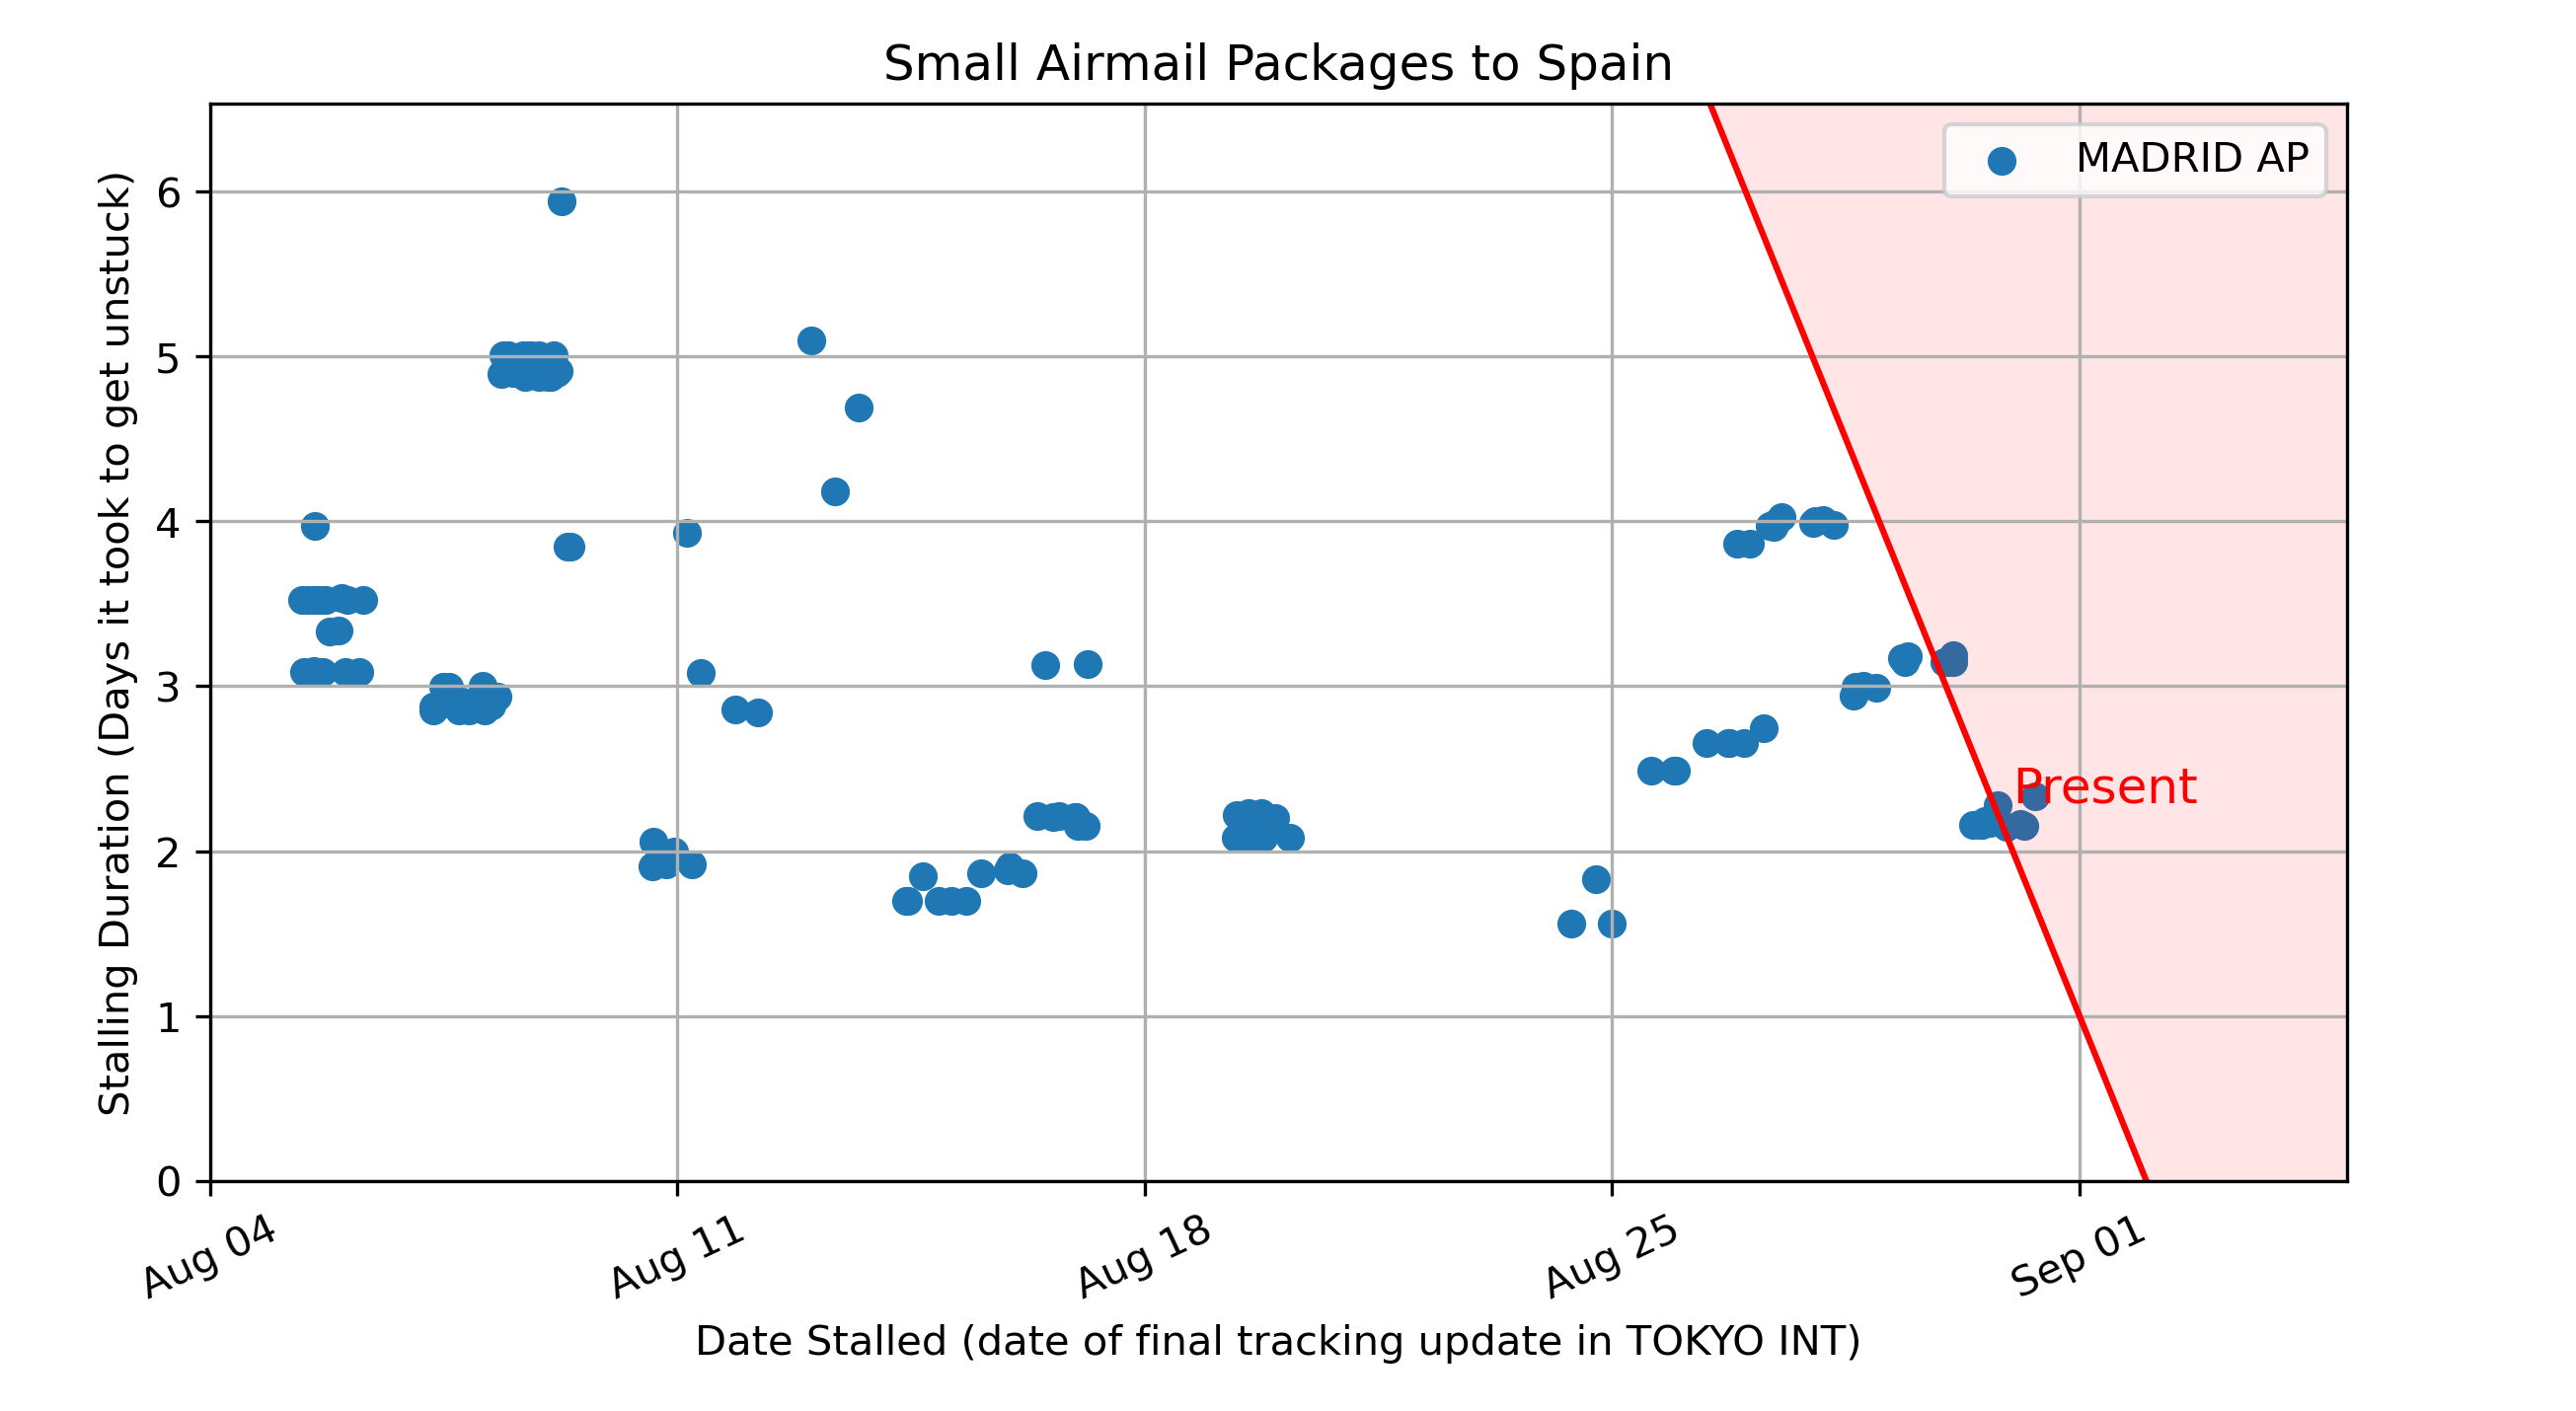 Small Airmail Packages to Spain
MADRID AP
Stalling Duration (Days it took to get unstuck)
6
5
4
3
2
1
0
Present
Aug 04
Aug 11
Aug 18
Aug 25
Sep 01
Date Stalled (date of final tracking update in TOKYO INT)